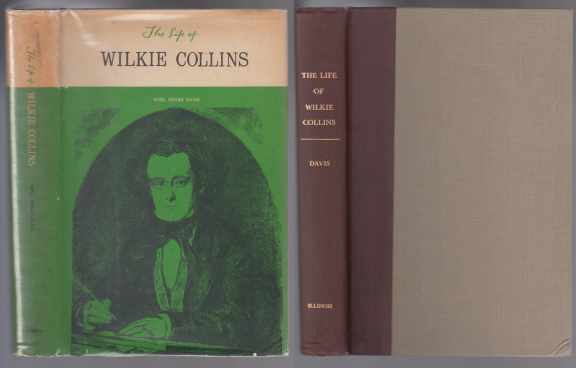 The Life of
WILKIE COLLINS
NUEL PHARR DAVIS
The Life of
WILKIE COLLINS
THE LIFE
OF
WILKIE
COLLINS
DAVIS
ILLINOIS